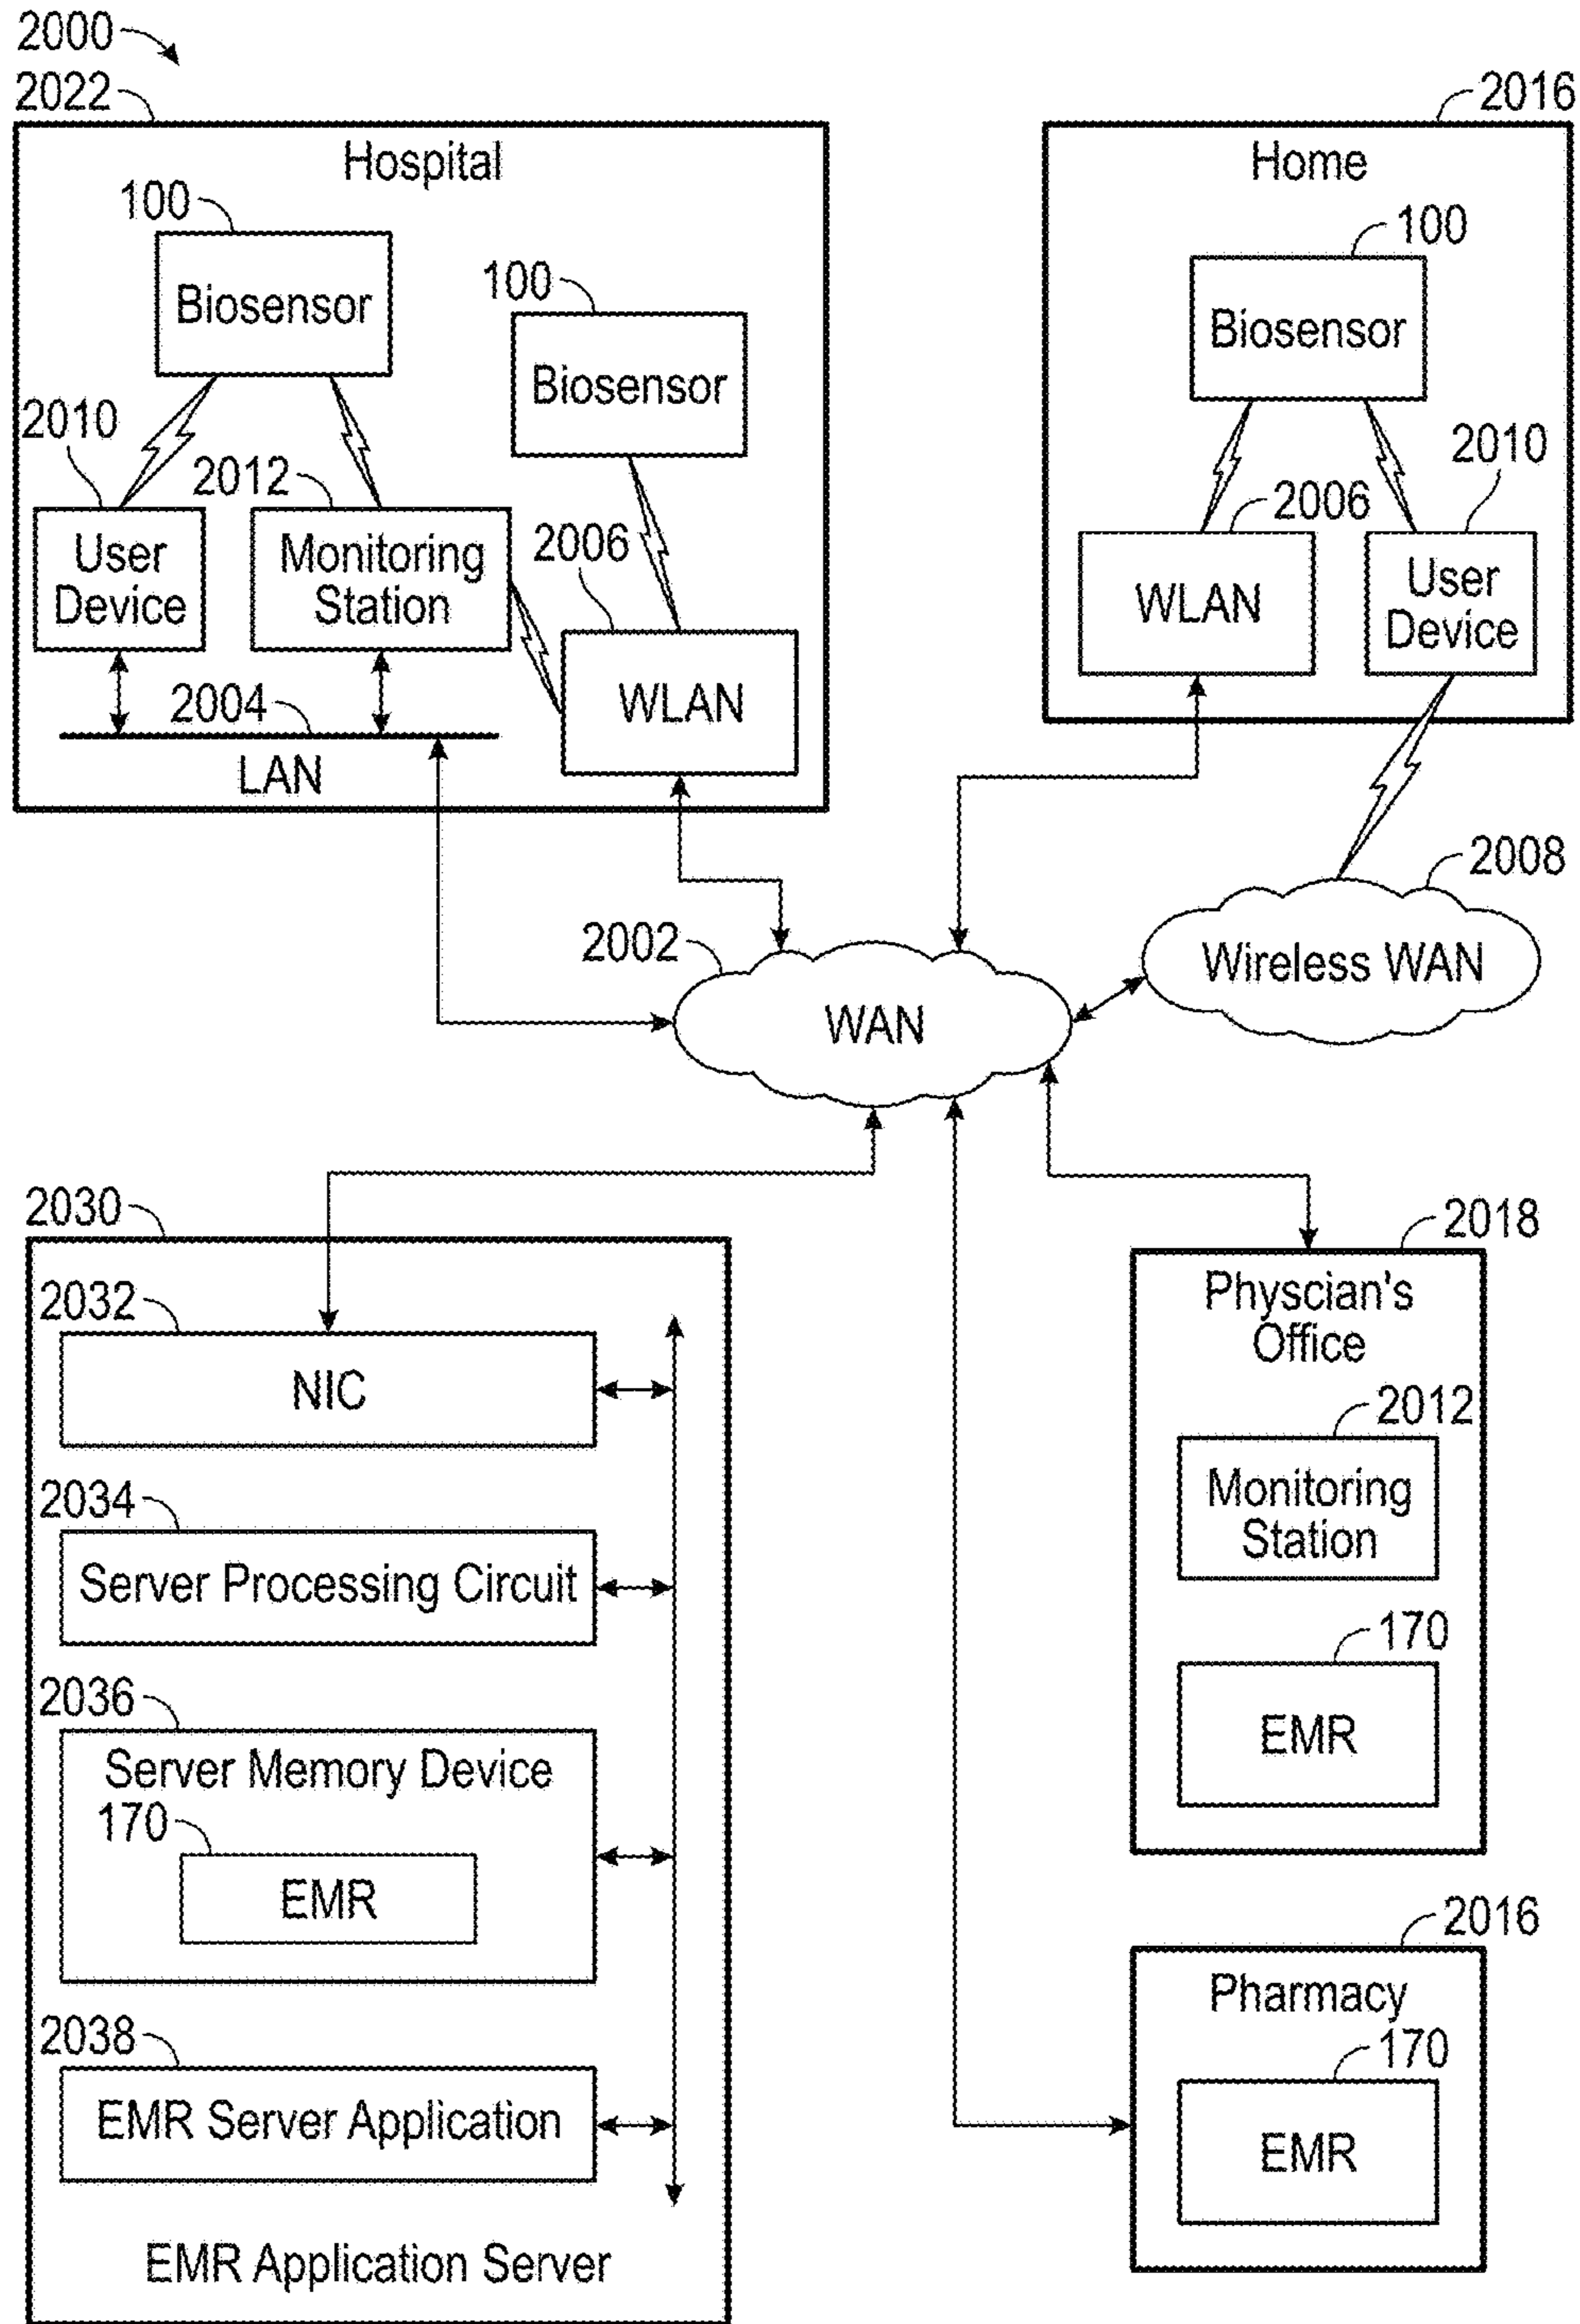 2000
2022
Hospital
100
Biosensor
100
Biosensor
2010
User
Device
2012
Monitoring
Station
2006
WLAN
2004
LAN
2016
Home
100
Biosensor
2006
WLAN
2010
User
Device
2008
Wireless WAN
2002
WAN
2030
2032
NIC
2034
Server Processing Circuit
2036
Server Memory Device
170
EMR
2038
EMR Server Application
EMR Application Server
2018
Physcian's
Office
2012
Monitoring
Station
170
EMR
2016
Pharmacy
170
EMR